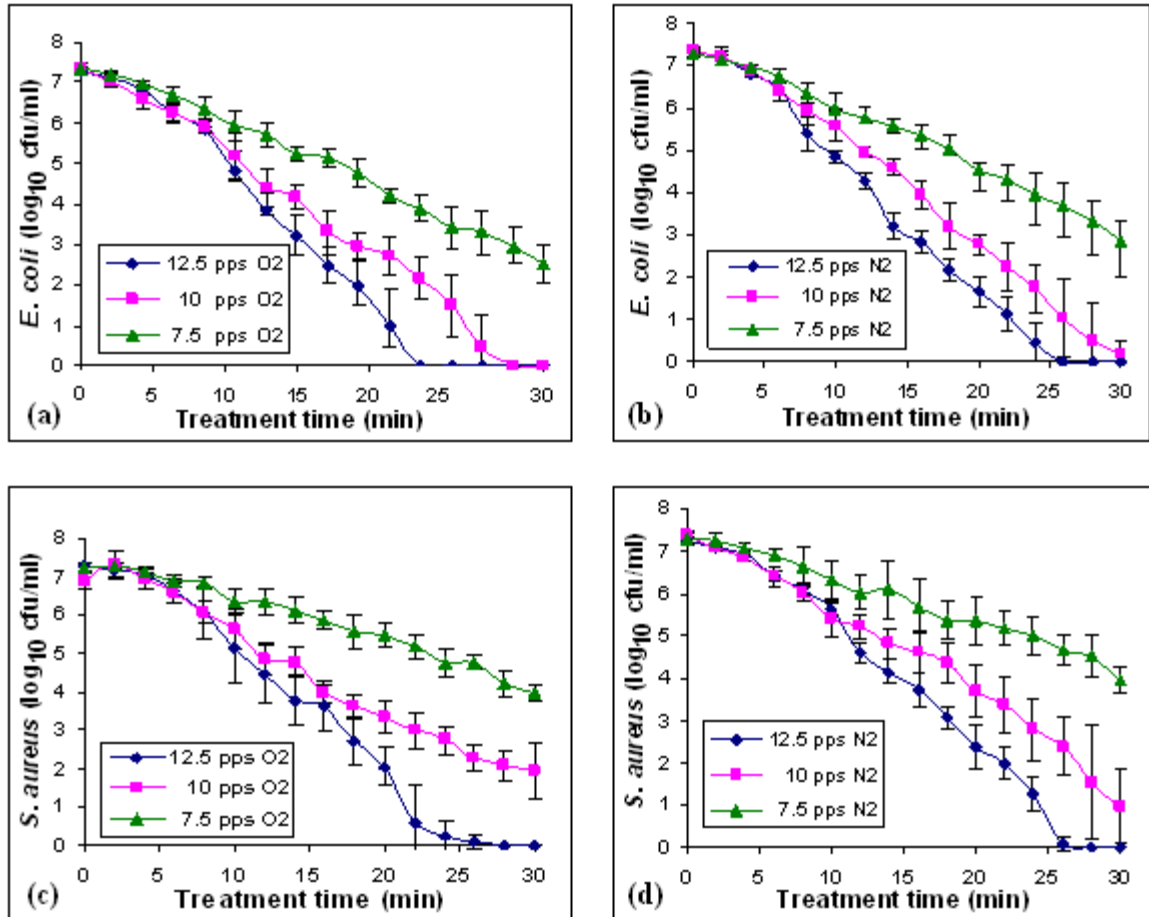 8
7
6
5
4
3
2
1
0
E. coli (log10 cfu/ml)
12.5 pps O2
10 pps O2
7.5 pps O2
0 5 10 15 20 25 30
Treatment time (min)
(a)
8
7
6
5
4
3
2
1
0
E. coli (log10 cfu/ml)
12.5 pps N2
10 pps N2
7.5 pps N2
0 5 10 15 20 25 30
Treatment time (min)
(b)
8
7
6
5
4
3
2
1
0
S. aureus (log10 cfu/ml)
12.5 pps O2
10 pps O2
7.5 pps O2
0 5 10 15 20 25 30
Treatment time (min)
(c)
8
7
6
5
4
3
2
1
0
S. aureus (log10 cfu/ml)
12.5 pps N2
10 pps N2
7.5 pps N2
0 5 10 15 20 25 30
Treatment time (min)
(d)